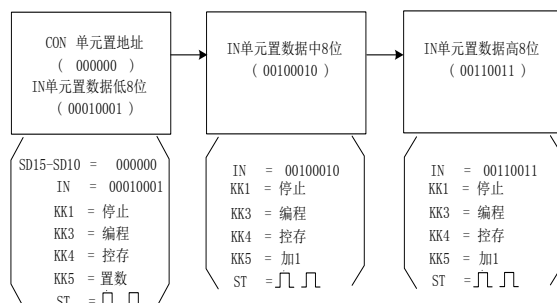 CON 单元置地址
( 000000 )
IN单元置数据低8位
( 00010001 )
IN单元置数据中8位
( 00100010 )
IN单元置数据高8位
( 00110011 )
SD15-SD10 = 000000
IN = 00010001
KK1 = 停止
KK3 = 编程
KK4 = 控存
KK5 = 置数
ST =
IN = 00100010
KK1 = 停止
KK3 = 编程
KK4 = 控存
KK5 = 加1
ST =
IN = 00110011
KK1 = 停止
KK3 = 编程
KK4 = 控存
KK5 = 加1
ST =